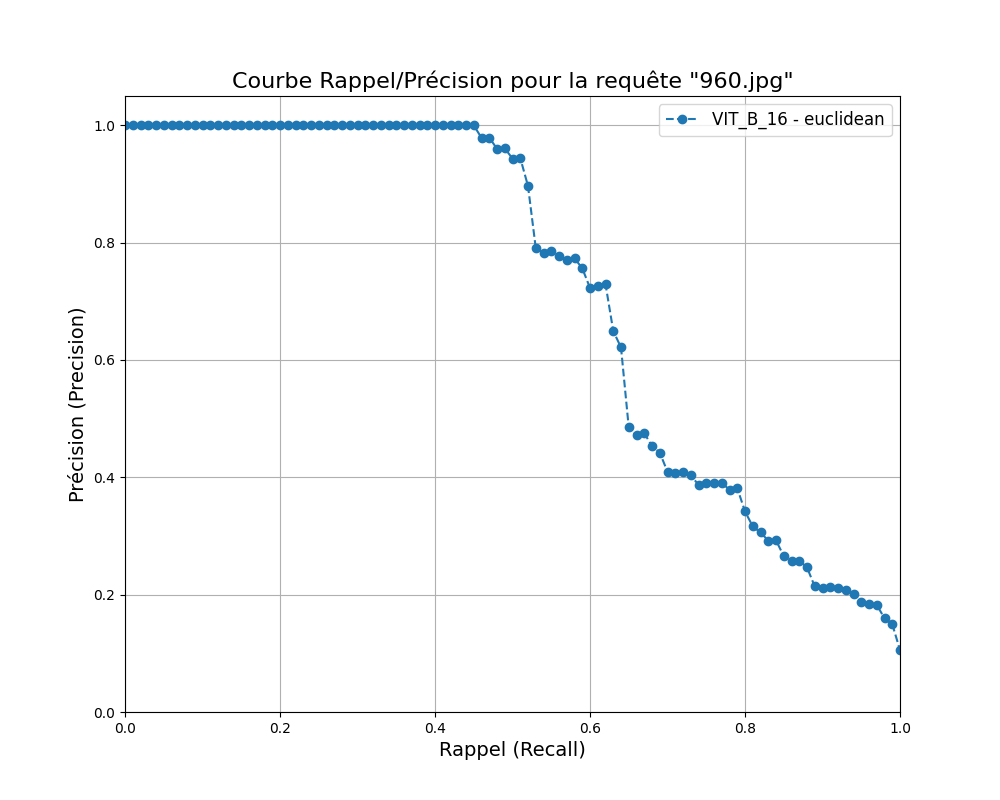 Courbe Rappel/Précision pour la requête "960.jpg"
VIT_B_16 - euclidean
Précision (Precision)
1.0
0.8
0.6
0.4
0.2
0.0
0.0 0.2 0.4 0.6 0.8 1.0
Rappel (Recall)